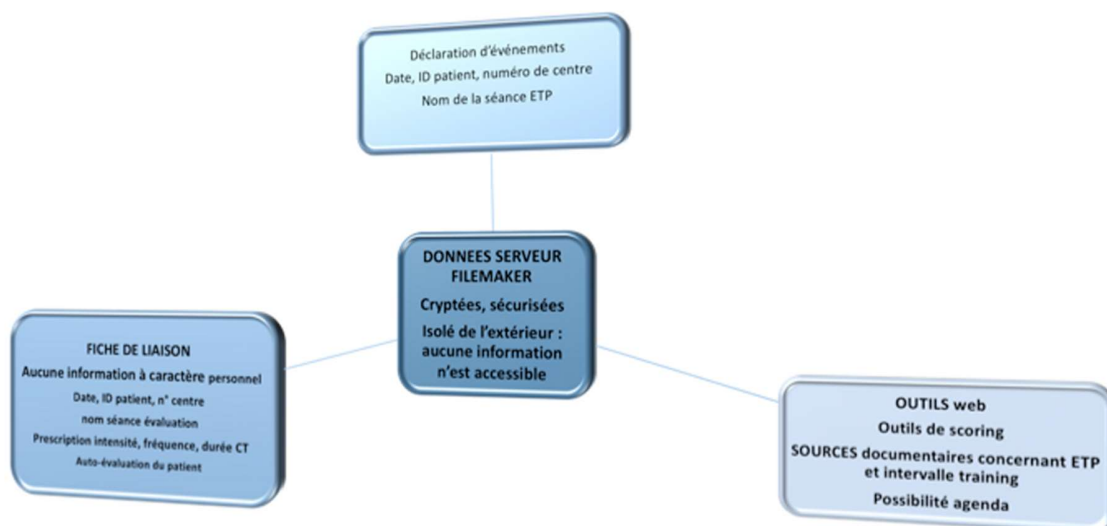 Déclaration d'événements
Date, ID patient, numéro de centre
Nom de la séance ETP
DONNEES SERVEUR
FILEMAKER
Cryptées, sécurisées
Isolé de l'extérieur :
aucune information
n'est accessible
FICHE DE LIAISON
Aucune information à caractère personnel
Date, ID patient, n° centre
nom séance évaluation
Prescription intensité, fréquence, durée CT
Auto-évaluation du patient
OUTILS web
Outils de scoring
SOURCES documentaires concernant ETP
et intervalle training
Possibilité agenda